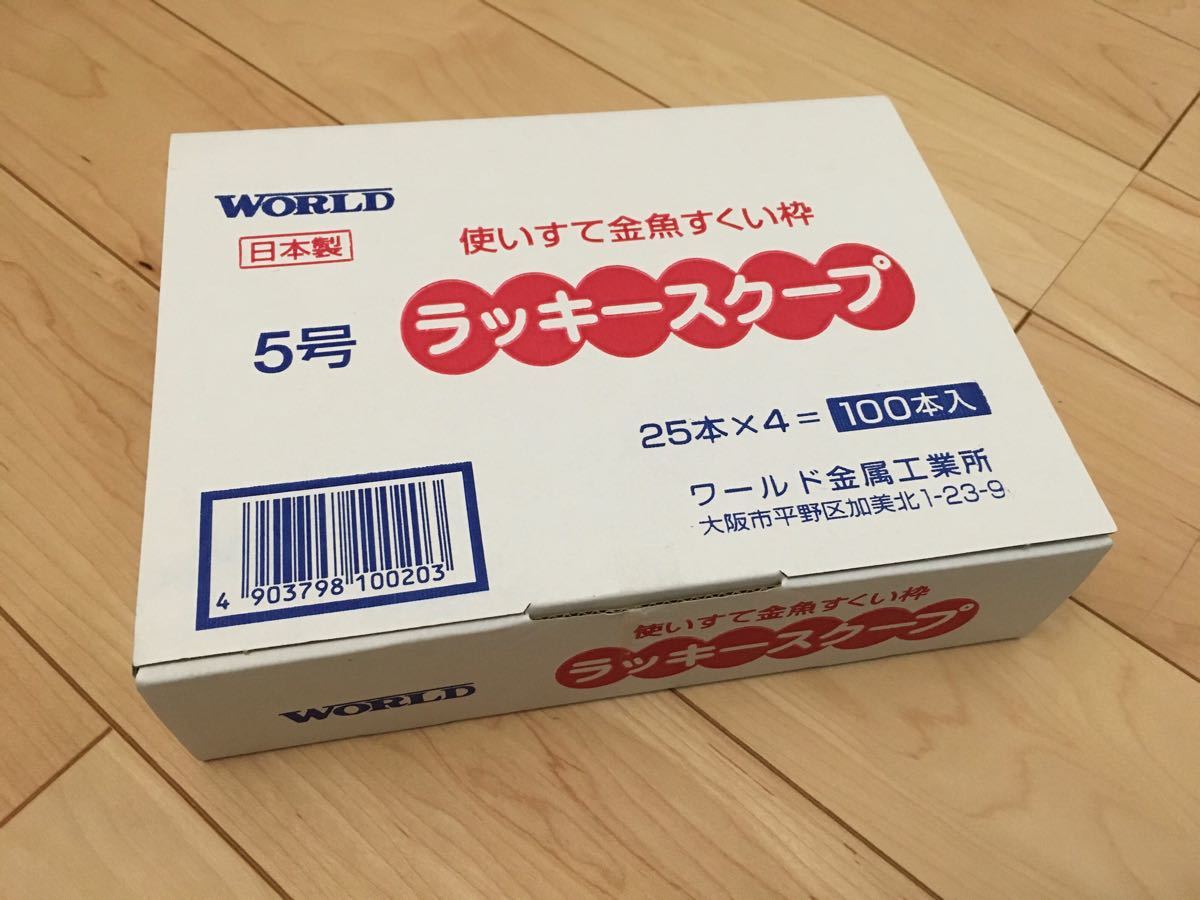 WORLD
日本製
使いすて金魚すくい枠
ラッキースクープ
5号
25本×4=100本入
ワールド金属工業所
大阪市平野区加美北1-23-9
4 903798 100203
使いすて金魚すくい枠
ラッキースクープ
WORLD